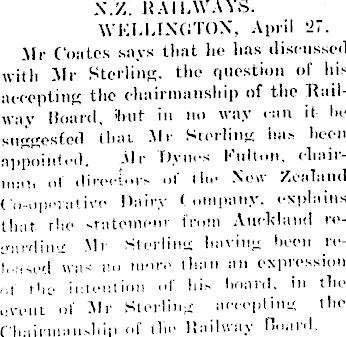 N.Z. RAILWAYS.
WELLINGTON, April 27.
Mr Coates says that he has discussed
with Mr Sterling, the question of his
accepting the chairmanship of the Rail-
way Board, but in no way can it be
suggested that Mr Sterling has been
appointed. Mr Dynes Fulton, chair-
man of directors of the New Zealand
Co-operative Dairy Company, explains
that the statement from Auckland re-
garding Mr Sterling having been re-
leased was no more than an expression
of the intention of his board, in the
event of Mr Sterling accepting the
Chairmanship of the Railway Board.